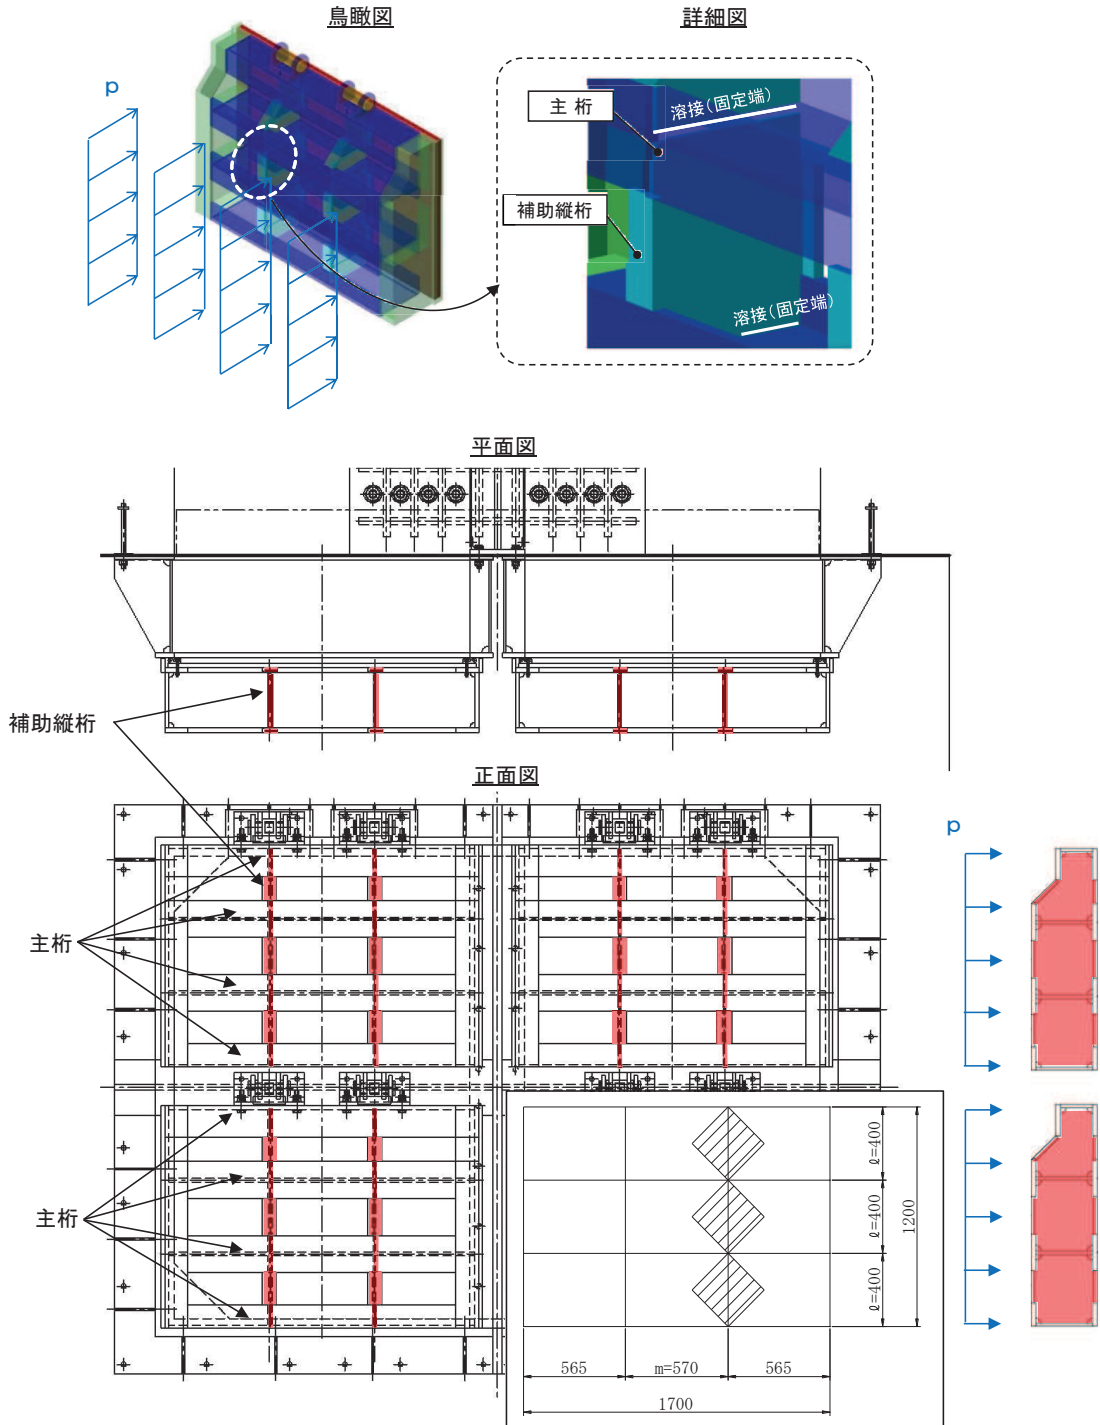 鳥瞰図
詳細図
p
主 桁
溶接(固定端)
補助縦桁
溶接(固定端)
平面図
補助縦桁
正面図
p
主桁
主桁
ℓ=400
ℓ=400
ℓ=400
1200
565
m=570
565
1700